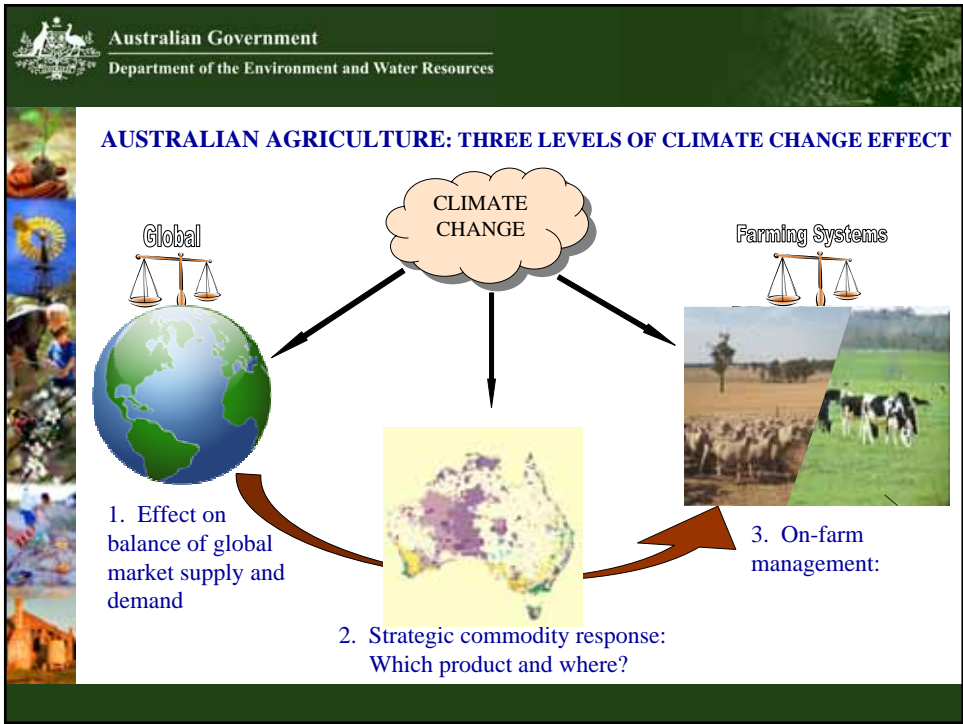 Australian Government
Department of the Environment and Water Resources
AUSTRALIAN AGRICULTURE: THREE LEVELS OF CLIMATE CHANGE EFFECT
CLIMATE
CHANGE
Global
Farming Systems
1. Effect on
balance of global
market supply and
demand
2. Strategic commodity response:
Which product and where?
3. On-farm
management: